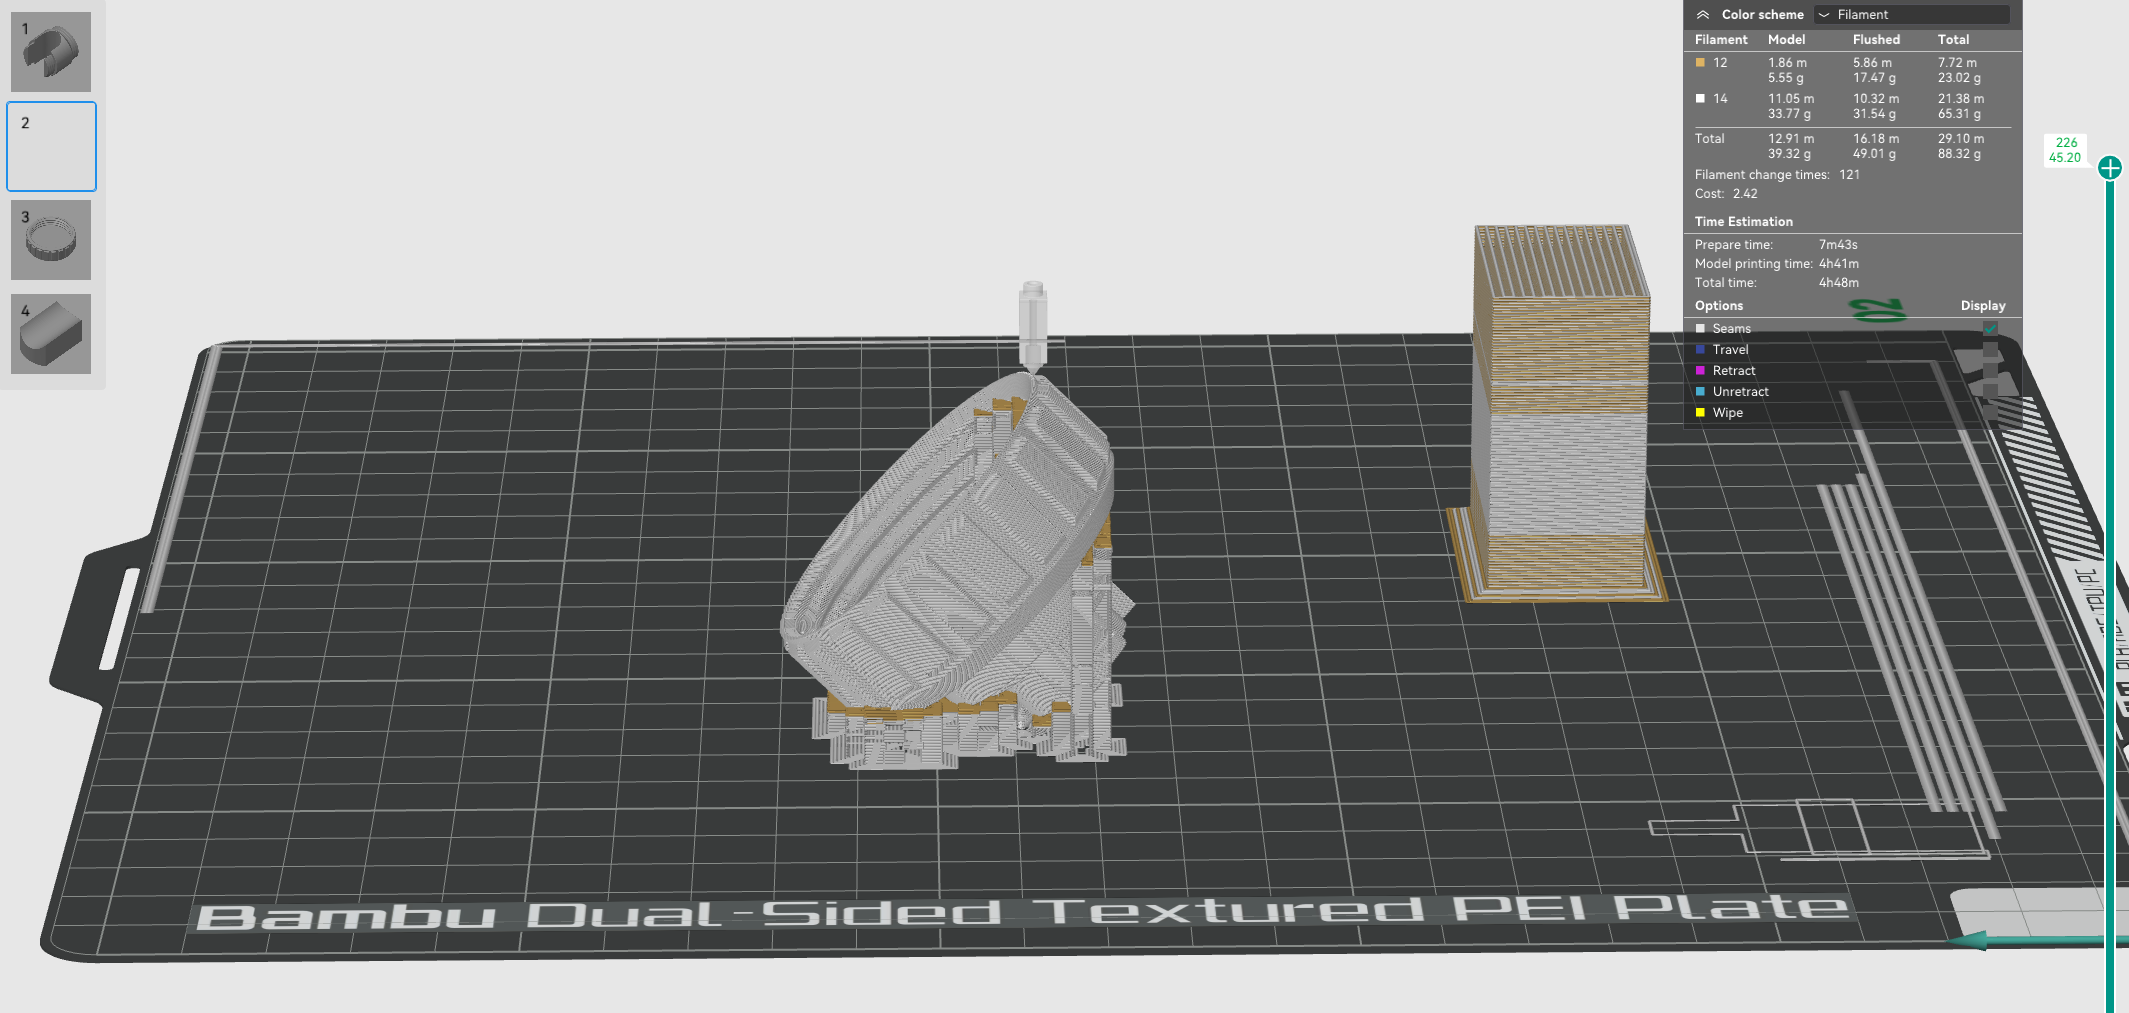 1
2
3
4
Color scheme Filament
Filament Model Flushed Total
12 1.86 m 5.86 m 7.72 m
5.55 g 17.47 g 23.02 g
14 11.05 m 10.32 m 21.38 m
33.77 g 31.54 g 65.31 g
Total 12.91 m 16.18 m 29.10 m
39.32 g 49.01 g 88.32 g
Filament change times: 121
Cost: 2.42
Time Estimation
Prepare time: 7m43s
Model printing time: 4h41m
Total time: 4h48m
Options Display
Seams
Travel
Retract
Unretract
Wipe
226
45.20
02
Bambu Dual-Sided Textured PEI Plate